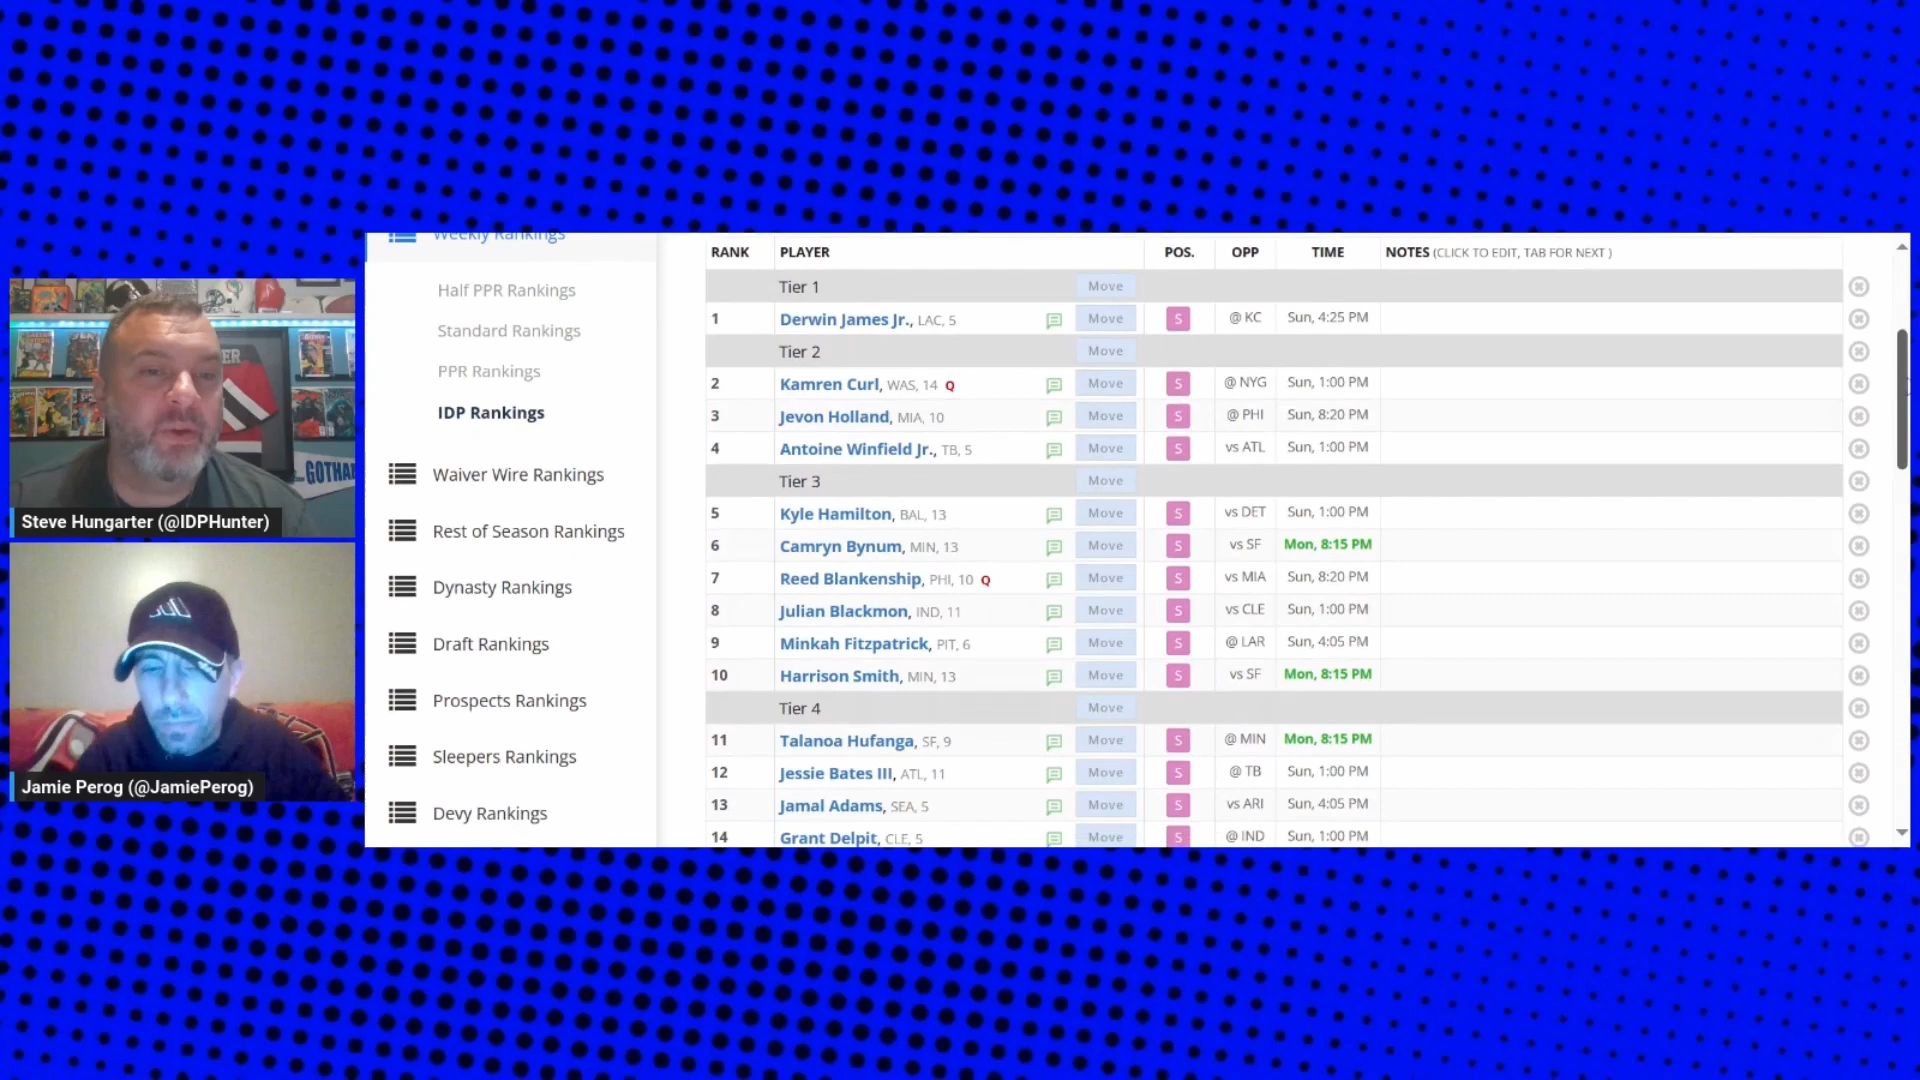 Weekly Rankings
Half PPR Rankings
Standard Rankings
PPR Rankings
IDP Rankings
Waiver Wire Rankings
Rest of Season Rankings
Dynasty Rankings
Draft Rankings
Prospects Rankings
Sleepers Rankings
Devy Rankings
RANK PLAYER POS. OPP TIME NOTES (CLICK TO EDIT, TAB FOR NEXT )
Tier 1 Move
1 Derwin James Jr., LAC, 5 Move S @ KC Sun, 4:25 PM
Tier 2 Move
2 Kamren Curl, WAS, 14 Q Move S @ NYG Sun, 1:00 PM
3 Jevon Holland, MIA, 10 Move S @ PHI Sun, 8:20 PM
4 Antoine Winfield Jr., TB, 5 Move S vs ATL Sun, 1:00 PM
Tier 3 Move
5 Kyle Hamilton, BAL, 13 Move S vs DET Sun, 1:00 PM
6 Camryn Bynum, MIN, 13 Move S vs SF Mon, 8:15 PM
7 Reed Blankenship, PHI, 10 Q Move S vs MIA Sun, 8:20 PM
8 Julian Blackmon, IND, 11 Move S vs CLE Sun, 1:00 PM
9 Minkah Fitzpatrick, PIT, 6 Move S @ LAR Sun, 4:05 PM
10 Harrison Smith, MIN, 13 Move S vs SF Mon, 8:15 PM
Tier 4 Move
11 Talanoa Hufanga, SF, 9 Move S @ MIN Mon, 8:15 PM
12 Jessie Bates III, ATL, 11 Move S @ TB Sun, 1:00 PM
13 Jamal Adams, SEA, 5 Move S vs ARI Sun, 4:05 PM
14 Grant Delpit, CLE, 5 Move S @ IND Sun, 1:00 PM
GOTHA
Steve Hungarter (@IDPHunter)
Jamie Perog (@JamiePerog)